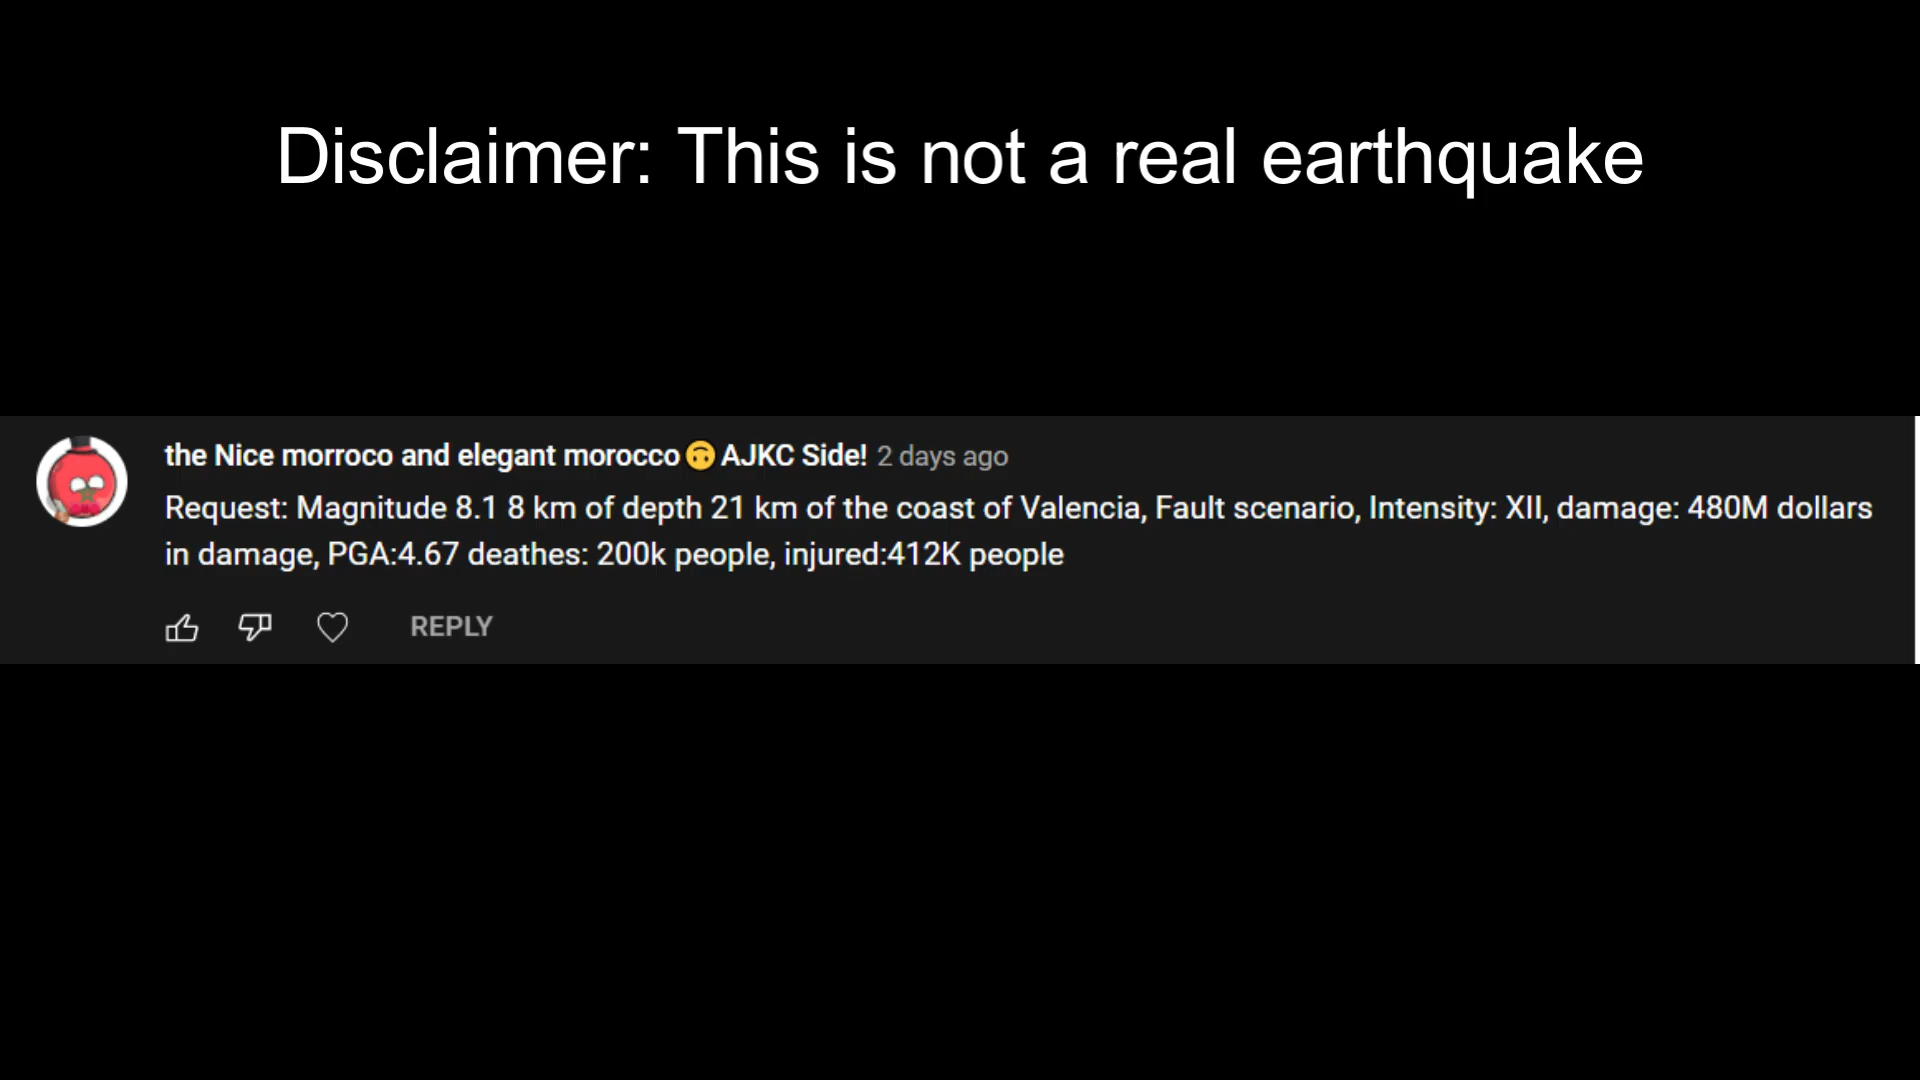 Disclaimer: This is not a real earthquake
the Nice morroco and elegant morocco🙃AJKC Side! 2 days ago
Request: Magnitude 8.1 8 km of depth 21 km of the coast of Valencia, Fault scenario, Intensity: XII, damage: 480M dollars
in damage, PGA:4.67 deathes: 200k people, injured:412K people
REPLY